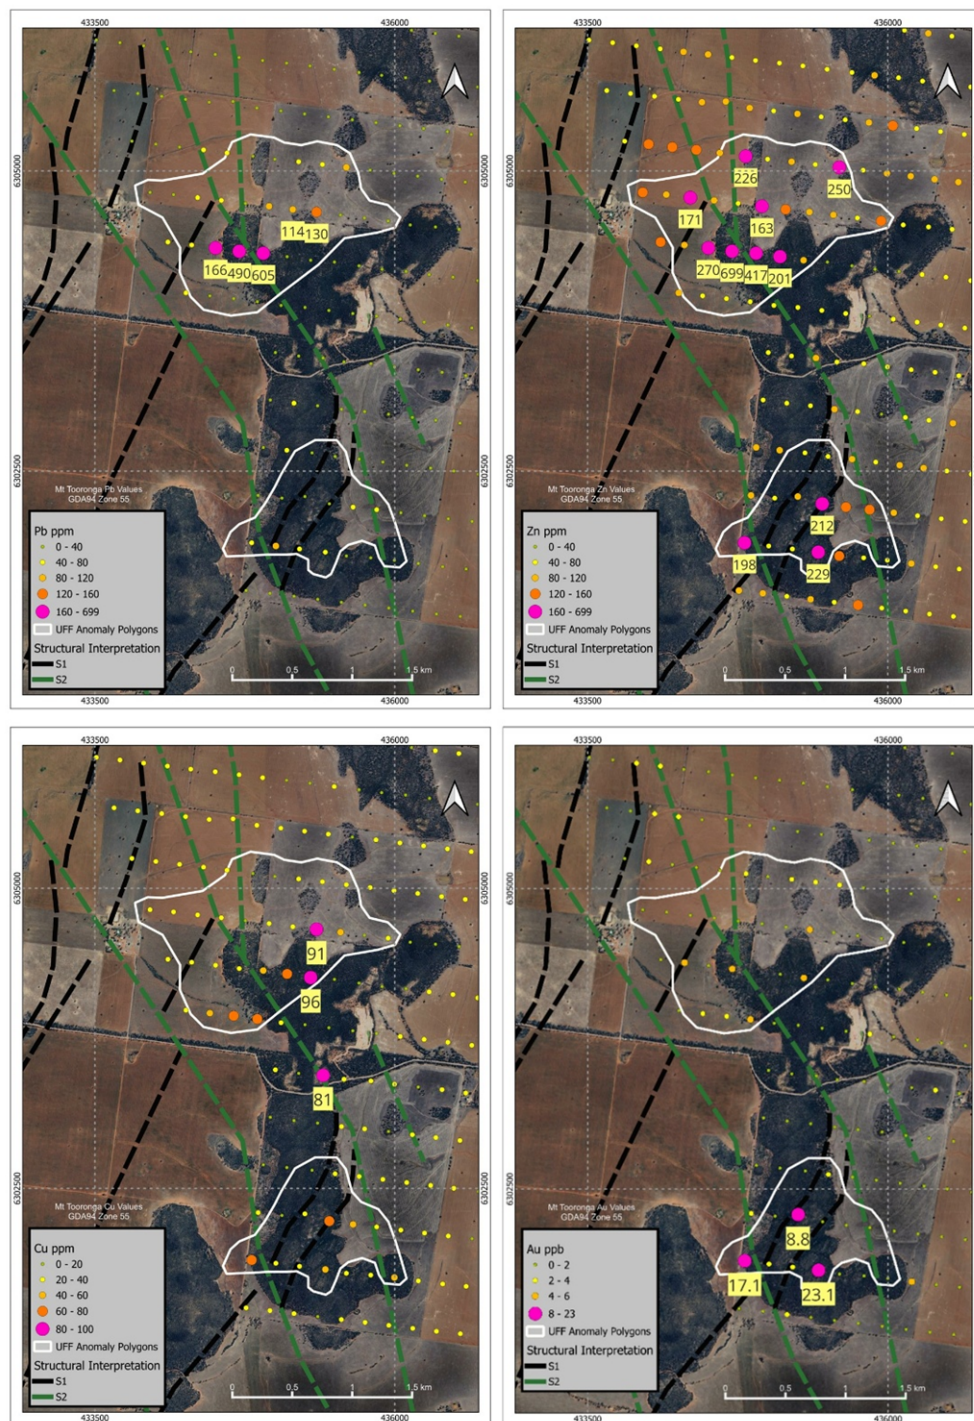 433500 436000
6305000
114 130
166 490 605
6302500
Mt Tooronga Pb Values
GDA94 Zone 55
Pb ppm
0 - 40
40 - 80
80 - 120
120 - 160
160 - 699
UFF Anomaly Polygons
Structural Interpretation
S1
S2
0 0.5 1 1.5 km
433500 436000
433500 436000
6305000
226
250
171
163
270 699 417 201
6302500
212
198
229
Mt Tooronga Zn Values
GDA94 Zone 55
Zn ppm
0 - 40
40 - 80
80 - 120
120 - 160
160 - 699
UFF Anomaly Polygons
Structural Interpretation
S1
S2
0 0.5 1 1.5 km
433500 436000
433500 436000
6305000
91
96
81
6302500
Mt Tooronga Cu Values
GDA94 Zone 55
Cu ppm
0 - 20
20 - 40
40 - 60
60 - 80
80 - 100
UFF Anomaly Polygons
Structural Interpretation
S1
S2
0 0.5 1 1.5 km
433500 436000
433500 436000
6305000
6302500
8.8
17.1
23.1
Mt Tooronga Au Values
GDA94 Zone 55
Au ppb
0 - 2
2 - 4
4 - 6
8 - 23
UFF Anomaly Polygons
Structural Interpretation
S1
S2
0 0.5 1 1.5 km
433500 436000